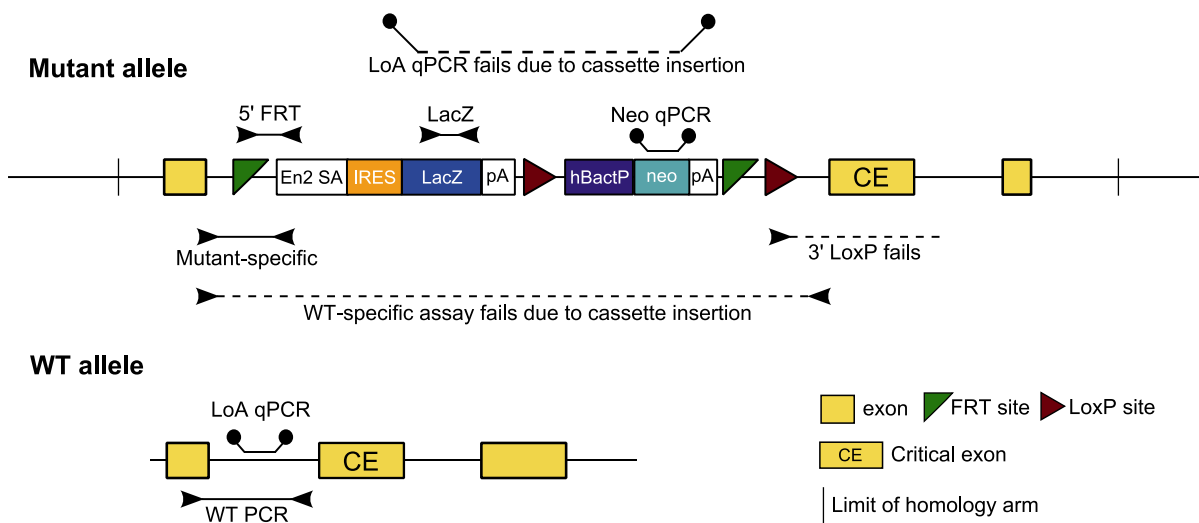 LoA qPCR fails due to cassette insertion
Mutant allele
5' FRT
LacZ
Neo qPCR
En2 SA
IRES
LacZ
pA
hBactP
neo
pA
CE
Mutant-specific
3' LoxP fails
WT-specific assay fails due to cassette insertion
WT allele
LoA qPCR
CE
WT PCR
exon
FRT site
LoxP site
CE
Critical exon
Limit of homology arm